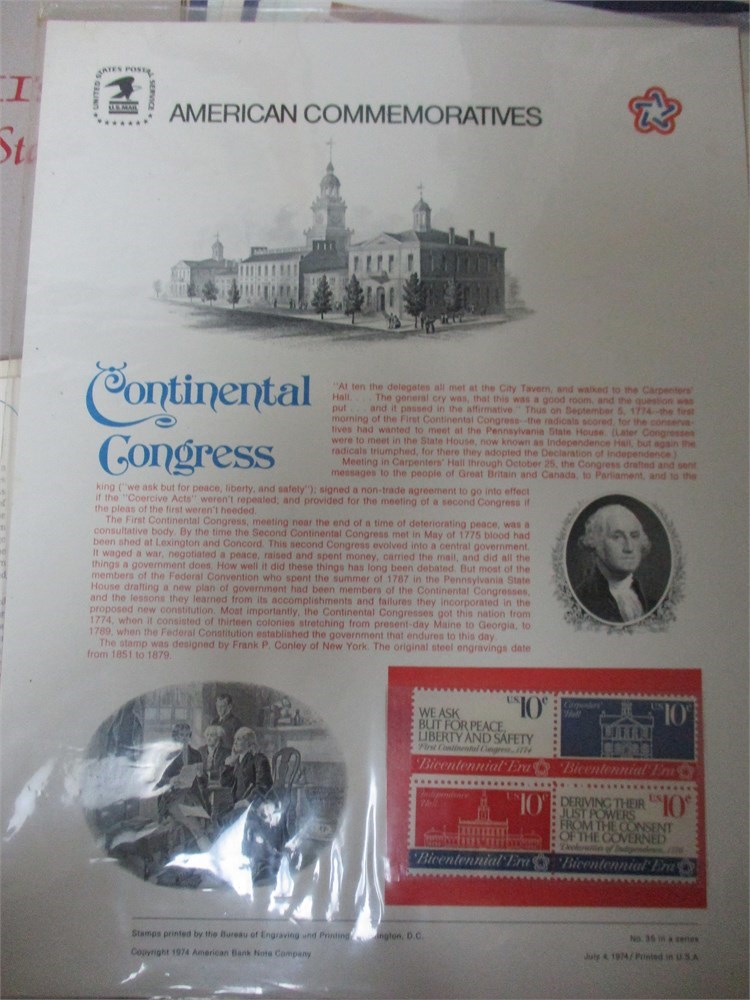 UNITED STATES POSTAL SERVICE
U.S.MAIL
AMERICAN COMMEMORATIVES
Continental
Congress
"At ten the delegates all met at the City Tavern, and walked to the Carpenters'
Hall. . . . The general cry was, that this was a good room, and the question was
put . . . and it passed in the affirmative." Thus on September 5, 1774--the first
morning of the First Continental Congress--the radicals scored, for the conserva-
tives had wanted to meet at the Pennsylvania State House. (Later Congresses
were to meet in the State House, now known as Independence Hall, but again the
radicals triumphed, for there they adopted the Declaration of Independence.)
Meeting in Carpenters' Hall through October 25, the Congress drafted and sent
messages to the people of Great Britain and Canada, to Parliament, and to the
king ("we ask but for peace, liberty, and safety"); signed a non-trade agreement to go into effect
if the "Coercive Acts" weren't repealed; and provided for the meeting of a second Congress if
the pleas of the first weren't heeded.
The First Continental Congress, meeting near the end of a time of deteriorating peace, was a
consultative body. By the time the Second Continental Congress met in May of 1775 blood had
been shed at Lexington and Concord. This second Congress evolved into a central government.
It waged a war, negotiated a peace, raised and spent money, carried the mail, and did all the
things a government does. How well it did these things has long been debated. But most of the
members of the Federal Convention who spent the summer of 1787 in the Pennsylvania State
House drafting a new plan of government had been members of the Continental Congresses,
and the lessons they learned from its accomplishments and failures they incorporated in the
proposed new constitution. Most importantly, the Continental Congresses got this nation from
1774, when it consisted of thirteen colonies stretching from present-day Maine to Georgia, to
1789, when the Federal Constitution established the government that endures to this day.
The stamp was designed by Frank P. Conley of New York. The original steel engravings date
from 1851 to 1879.
US 10c
WE ASK
BUT FOR PEACE,
LIBERTY AND SAFETY
First Continental Congress, 1774
Bicentennial Era
Carpenters'
Hall
10c
Bicentennial Era
Independence
Hall
US 10c
Bicentennial Era
US 10c
DERIVING THEIR
JUST POWERS
FROM THE CONSENT
OF THE GOVERNED
Declaration of Independence, 1776
Bicentennial Era
Stamps printed by the Bureau of Engraving and Printing, Washington, D.C.
Copyright 1974 American Bank Note Company
No. 35 in a series
July 4, 1974/ Printed in U.S.A.